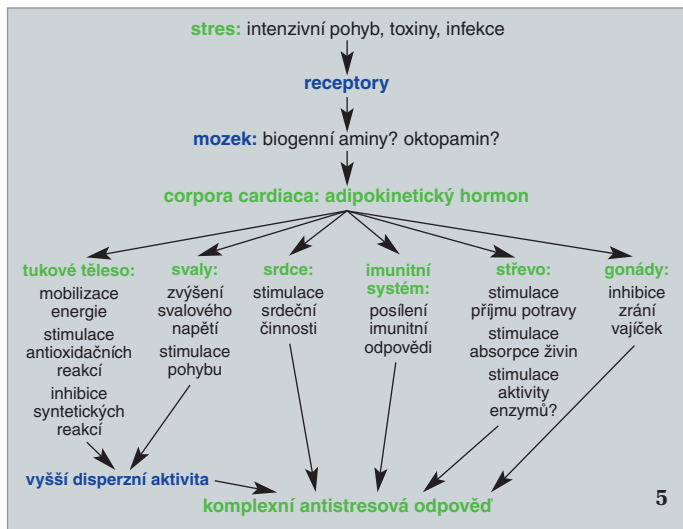 stres: intenzivní pohyb, toxiny, infekce
receptory
mozek: biogenní aminy? oktopamin?
corpora cardiaca: adipokinetický hormon
tukové těleso:
mobilizace
energie
stimulace
antioxidačních
reakcí
inhibice
syntetických
reakcí
svaly:
zvýšení
svalového
napětí
stimulace
pohybu
srdce:
stimulace
srdeční
činnosti
imunitní
systém:
posílení
imunitní
odpovědi
střevo:
stimulace
příjmu potravy
stimulace
absorpce živin
stimulace
aktivity
enzymů?
gonády:
inhibice
zrání
vajíček
vyšší disperzní aktivita
komplexní antistresová odpověď
5